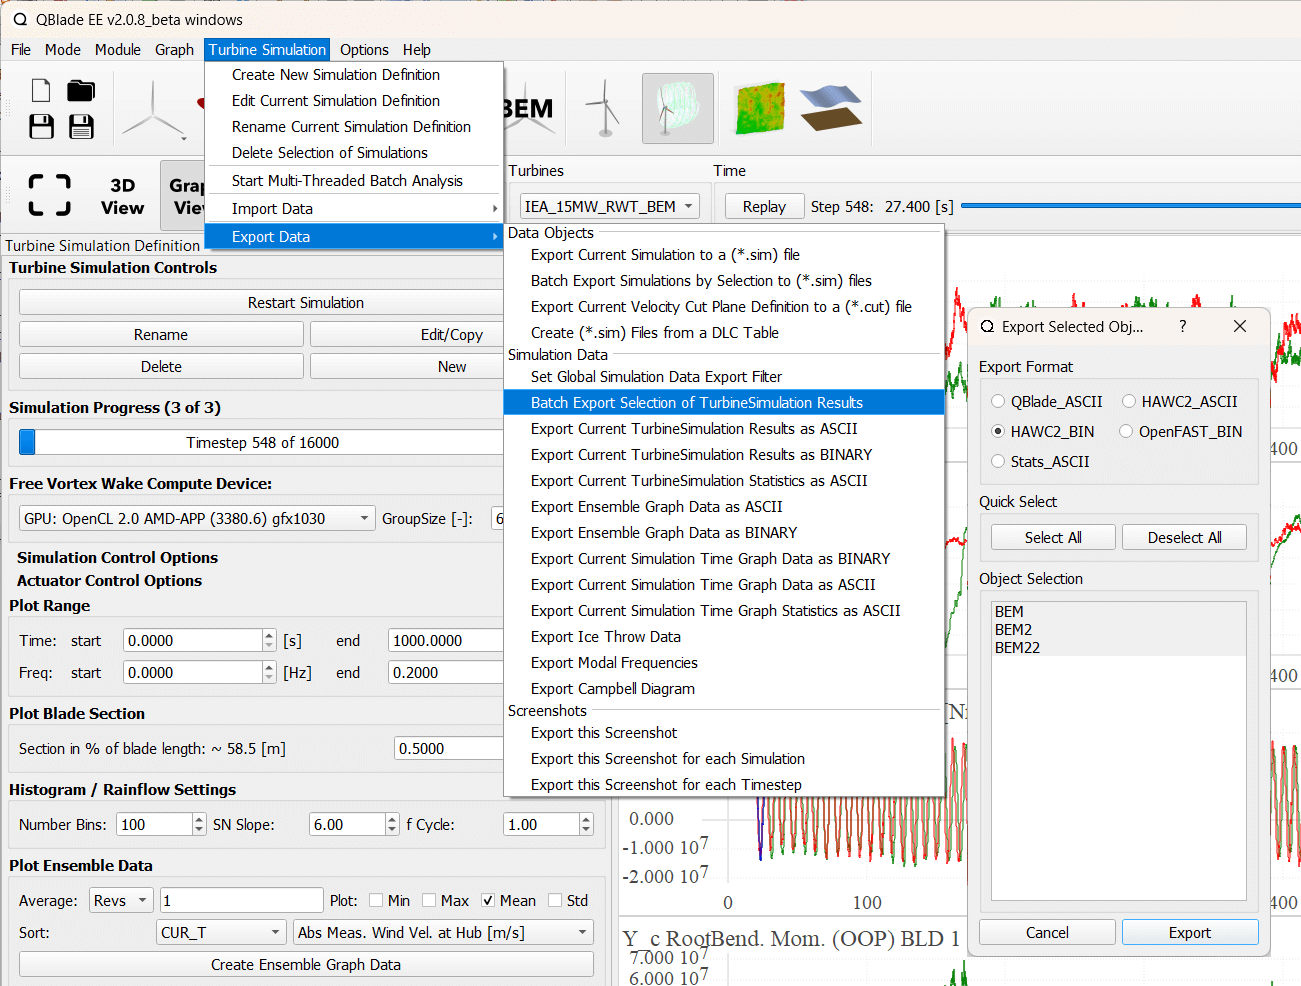 QBlade EE v2.0.8_beta windows
File Mode Module Graph Turbine Simulation Options Help
Create New Simulation Definition
Edit Current Simulation Definition
Rename Current Simulation Definition
Delete Selection of Simulations
Start Multi-Threaded Batch Analysis
Import Data
Export Data
BEM
3D
View
Turbines
IEA_15MW_RWT_BEM
Time
Replay Step 548: 27.400 [s]
Data Objects
Export Current Simulation to a (*.sim) file
Batch Export Simulations by Selection to (*.sim) files
Export Current Velocity Cut Plane Definition to a (*.cut) file
Create (*.sim) Files from a DLC Table
Simulation Data
Set Global Simulation Data Export Filter
Batch Export Selection of TurbineSimulation Results
Export Current TurbineSimulation Results as ASCII
Export Current TurbineSimulation Results as BINARY
Export Current TurbineSimulation Statistics as ASCII
Export Ensemble Graph Data as ASCII
Export Ensemble Graph Data as BINARY
Export Current Simulation Time Graph Data as BINARY
Export Current Simulation Time Graph Data as ASCII
Export Current Simulation Time Graph Statistics as ASCII
Export Ice Throw Data
Export Modal Frequencies
Export Campbell Diagram
Screenshots
Export this Screenshot
Export this Screenshot for each Simulation
Export this Screenshot for each Timestep
Turbine Simulation Definition
Turbine Simulation Controls
Restart Simulation
Rename Edit/Copy
Delete New
Simulation Progress (3 of 3)
Timestep 548 of 16000
Free Vortex Wake Compute Device:
GPU: OpenCL 2.0 AMD-APP (3380.6) gfx1030 GroupSize [-]: 6
Simulation Control Options
Actuator Control Options
Plot Range
Time: start 0.0000 [s] end 1000.0000
Freq: start 0.0000 [Hz] end 0.2000
Plot Blade Section
Section in % of blade length: ~ 58.5 [m] 0.5000
Histogram / Rainflow Settings
Number Bins: 100 SN Slope: 6.00 f Cycle: 1.00
Plot Ensemble Data
Average: Revs 1 Plot: Min Max Mean Std
Sort: CUR_T Abs Meas. Wind Vel. at Hub [m/s]
Create Ensemble Graph Data
Export Selected Obj... ?
Export Format
QBlade_ASCII HAWC2_ASCII
HAWC2_BIN OpenFAST_BIN
Stats_ASCII
Quick Select
Select All Deselect All
Object Selection
BEM
BEM2
BEM22
Cancel Export
0.000
-1.000 10^7
-2.000 10^7
0 100
Y_c RootBend. Mom. (OOP) BLD 1
7.000 10^7
6.000 10^7